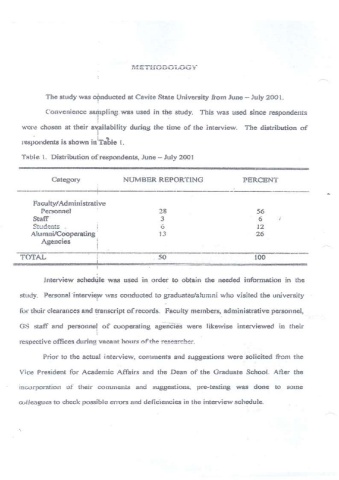 METHODOLOGY
The study was conducted at Cavite State University from June – July 2001.
Convenience sampling was used in the study. This was used since respondents
were chosen at their availability during the time of the interview. The distribution of
respondents is shown is Table 1.
Table 1. Distribution of respondents, June – July 2001
Category NUMBER REPORTING PERCENT
Faculty/Administrative
Personnel 28 56
Staff 3 6
Students 6 12
Alumni/Cooperating 13 26
Agencies
TOTAL 50 100
Interview schedule was used in order to obtain the needed information in the
study. Personal interview was conducted to graduates/alumni who visited the university
for their clearances and transcript of records. Faculty members, administrative personnel,
GS staff and personnel of cooperating agencies were likewise interviewed in their
respective offices during vacant hours of the researcher.
Prior to the actual interview, comments and suggestions were solicited from the
Vice President for Academic Affairs and the Dean of the Graduate School. After the
incorporation of their comments and suggestions, pre-testing was done to some
colleagues to check possible errors and deficiencies in the interview schedule.